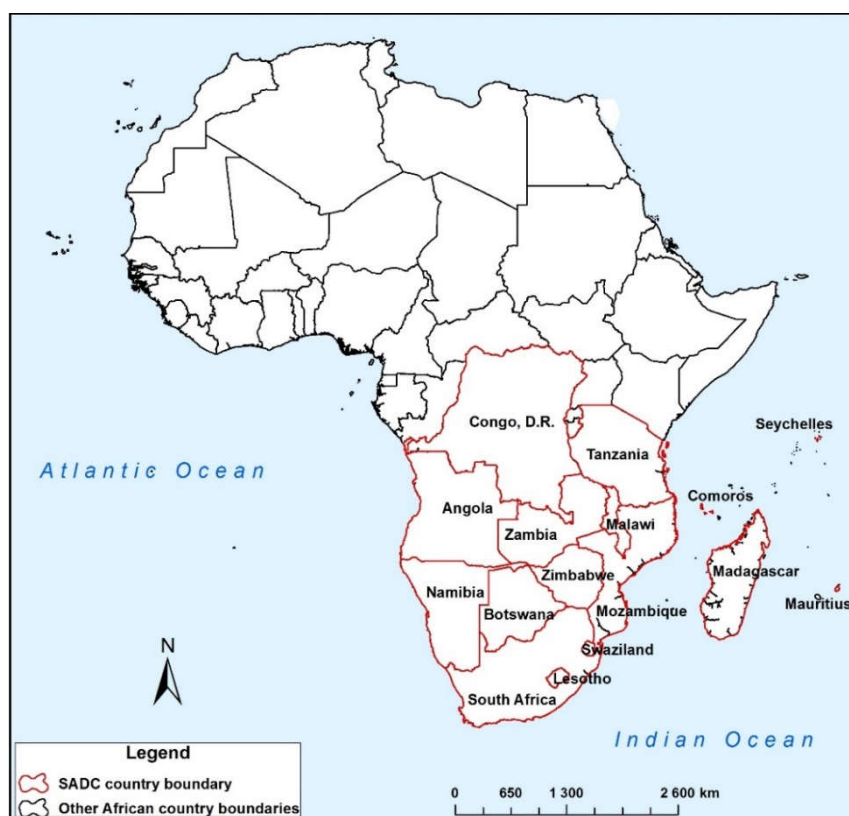 Seychelles
Congo, D.R.
Tanzania
Atlantic Ocean
Comoros
Angola
Malawi
Zambia
Madagascar
Zimbabwe
Namibia
Mauritius
Botswana
Mozambique
N
Swaziland
Lesotho
South Africa
Indian Ocean
Legend
SADC country boundary
Other African country boundaries
0 650 1 300 2 600 km